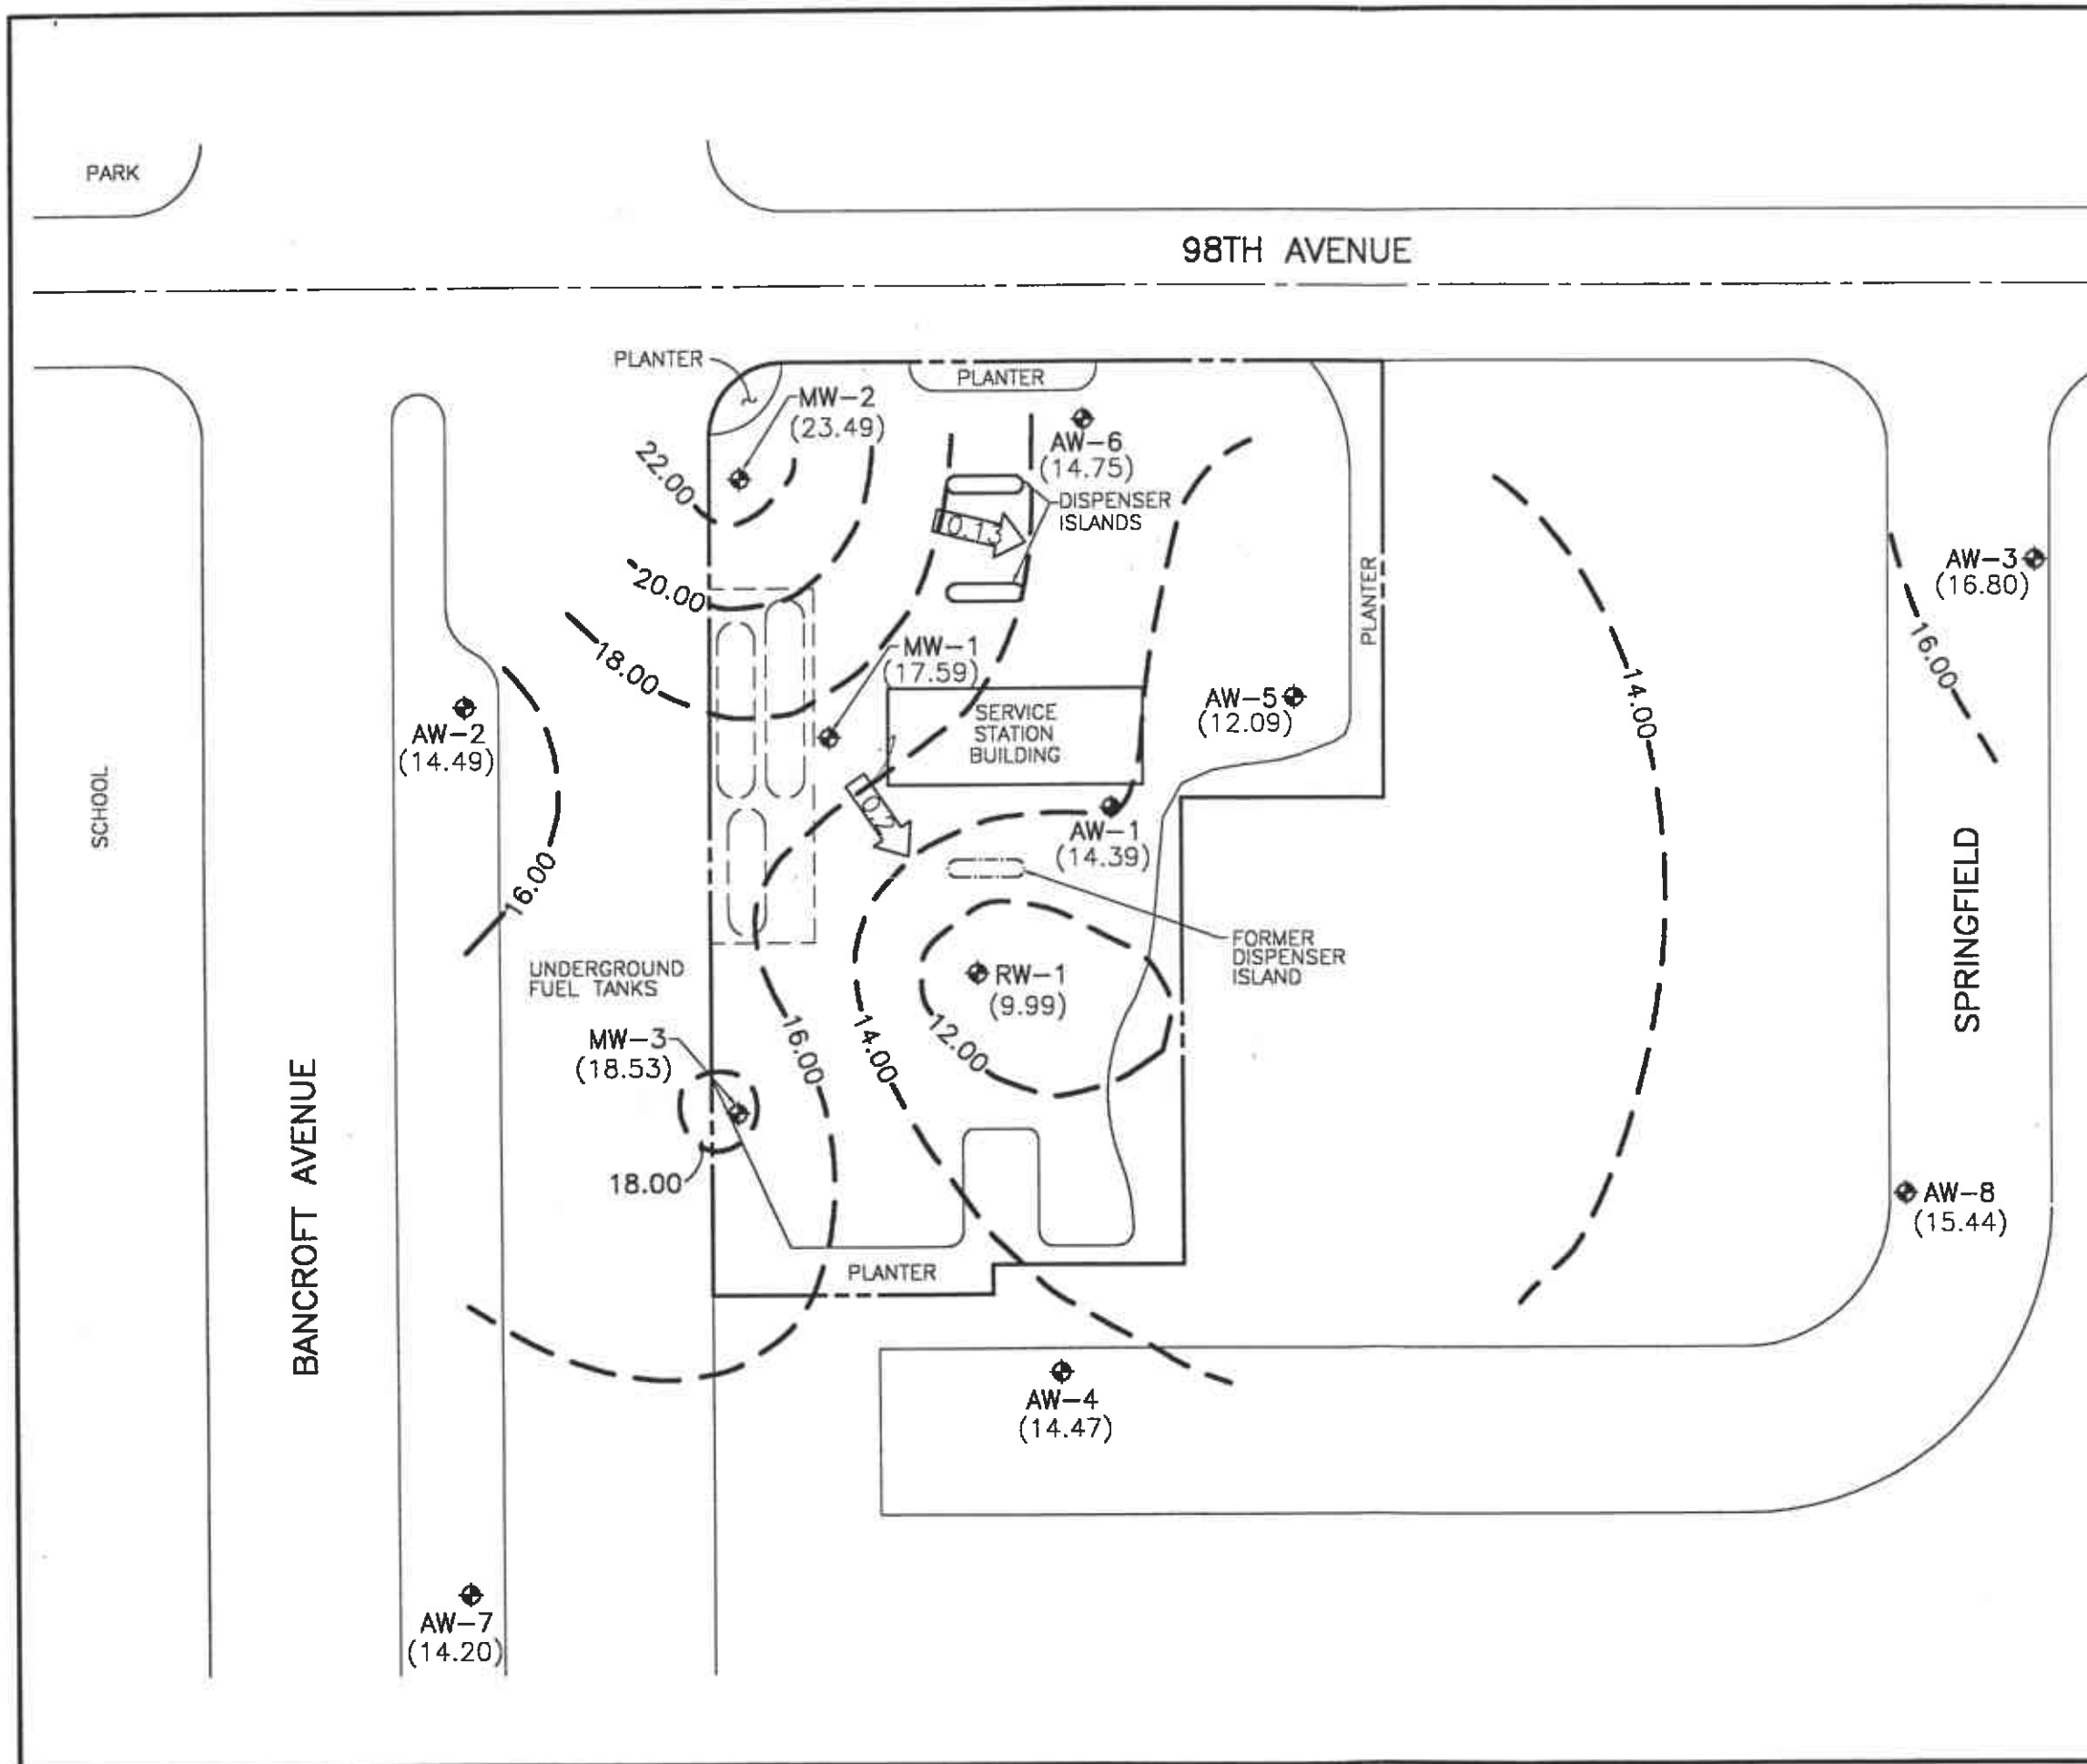 PARK
98TH AVENUE
PLANTER
PLANTER
MW-2
(23.49)
AW-6
(14.75)
22.00
DISPENSER
ISLANDS
0.13
AW-3
(16.80)
20.00
PLANTER
16.00
18.00
MW-1
(17.59)
14.00
AW-2
(14.49)
SERVICE
STATION
BUILDING
AW-5
(12.09)
SCHOOL
AW-1
(14.39)
16.00
SPRINGFIELD
FORMER
DISPENSER
ISLAND
UNDERGROUND
FUEL TANKS
RW-1
(9.99)
12.00
14.00
16.00
MW-3
(18.53)
18.00
BANCROFT AVENUE
AW-8
(15.44)
PLANTER
AW-4
(14.47)
AW-7
(14.20)